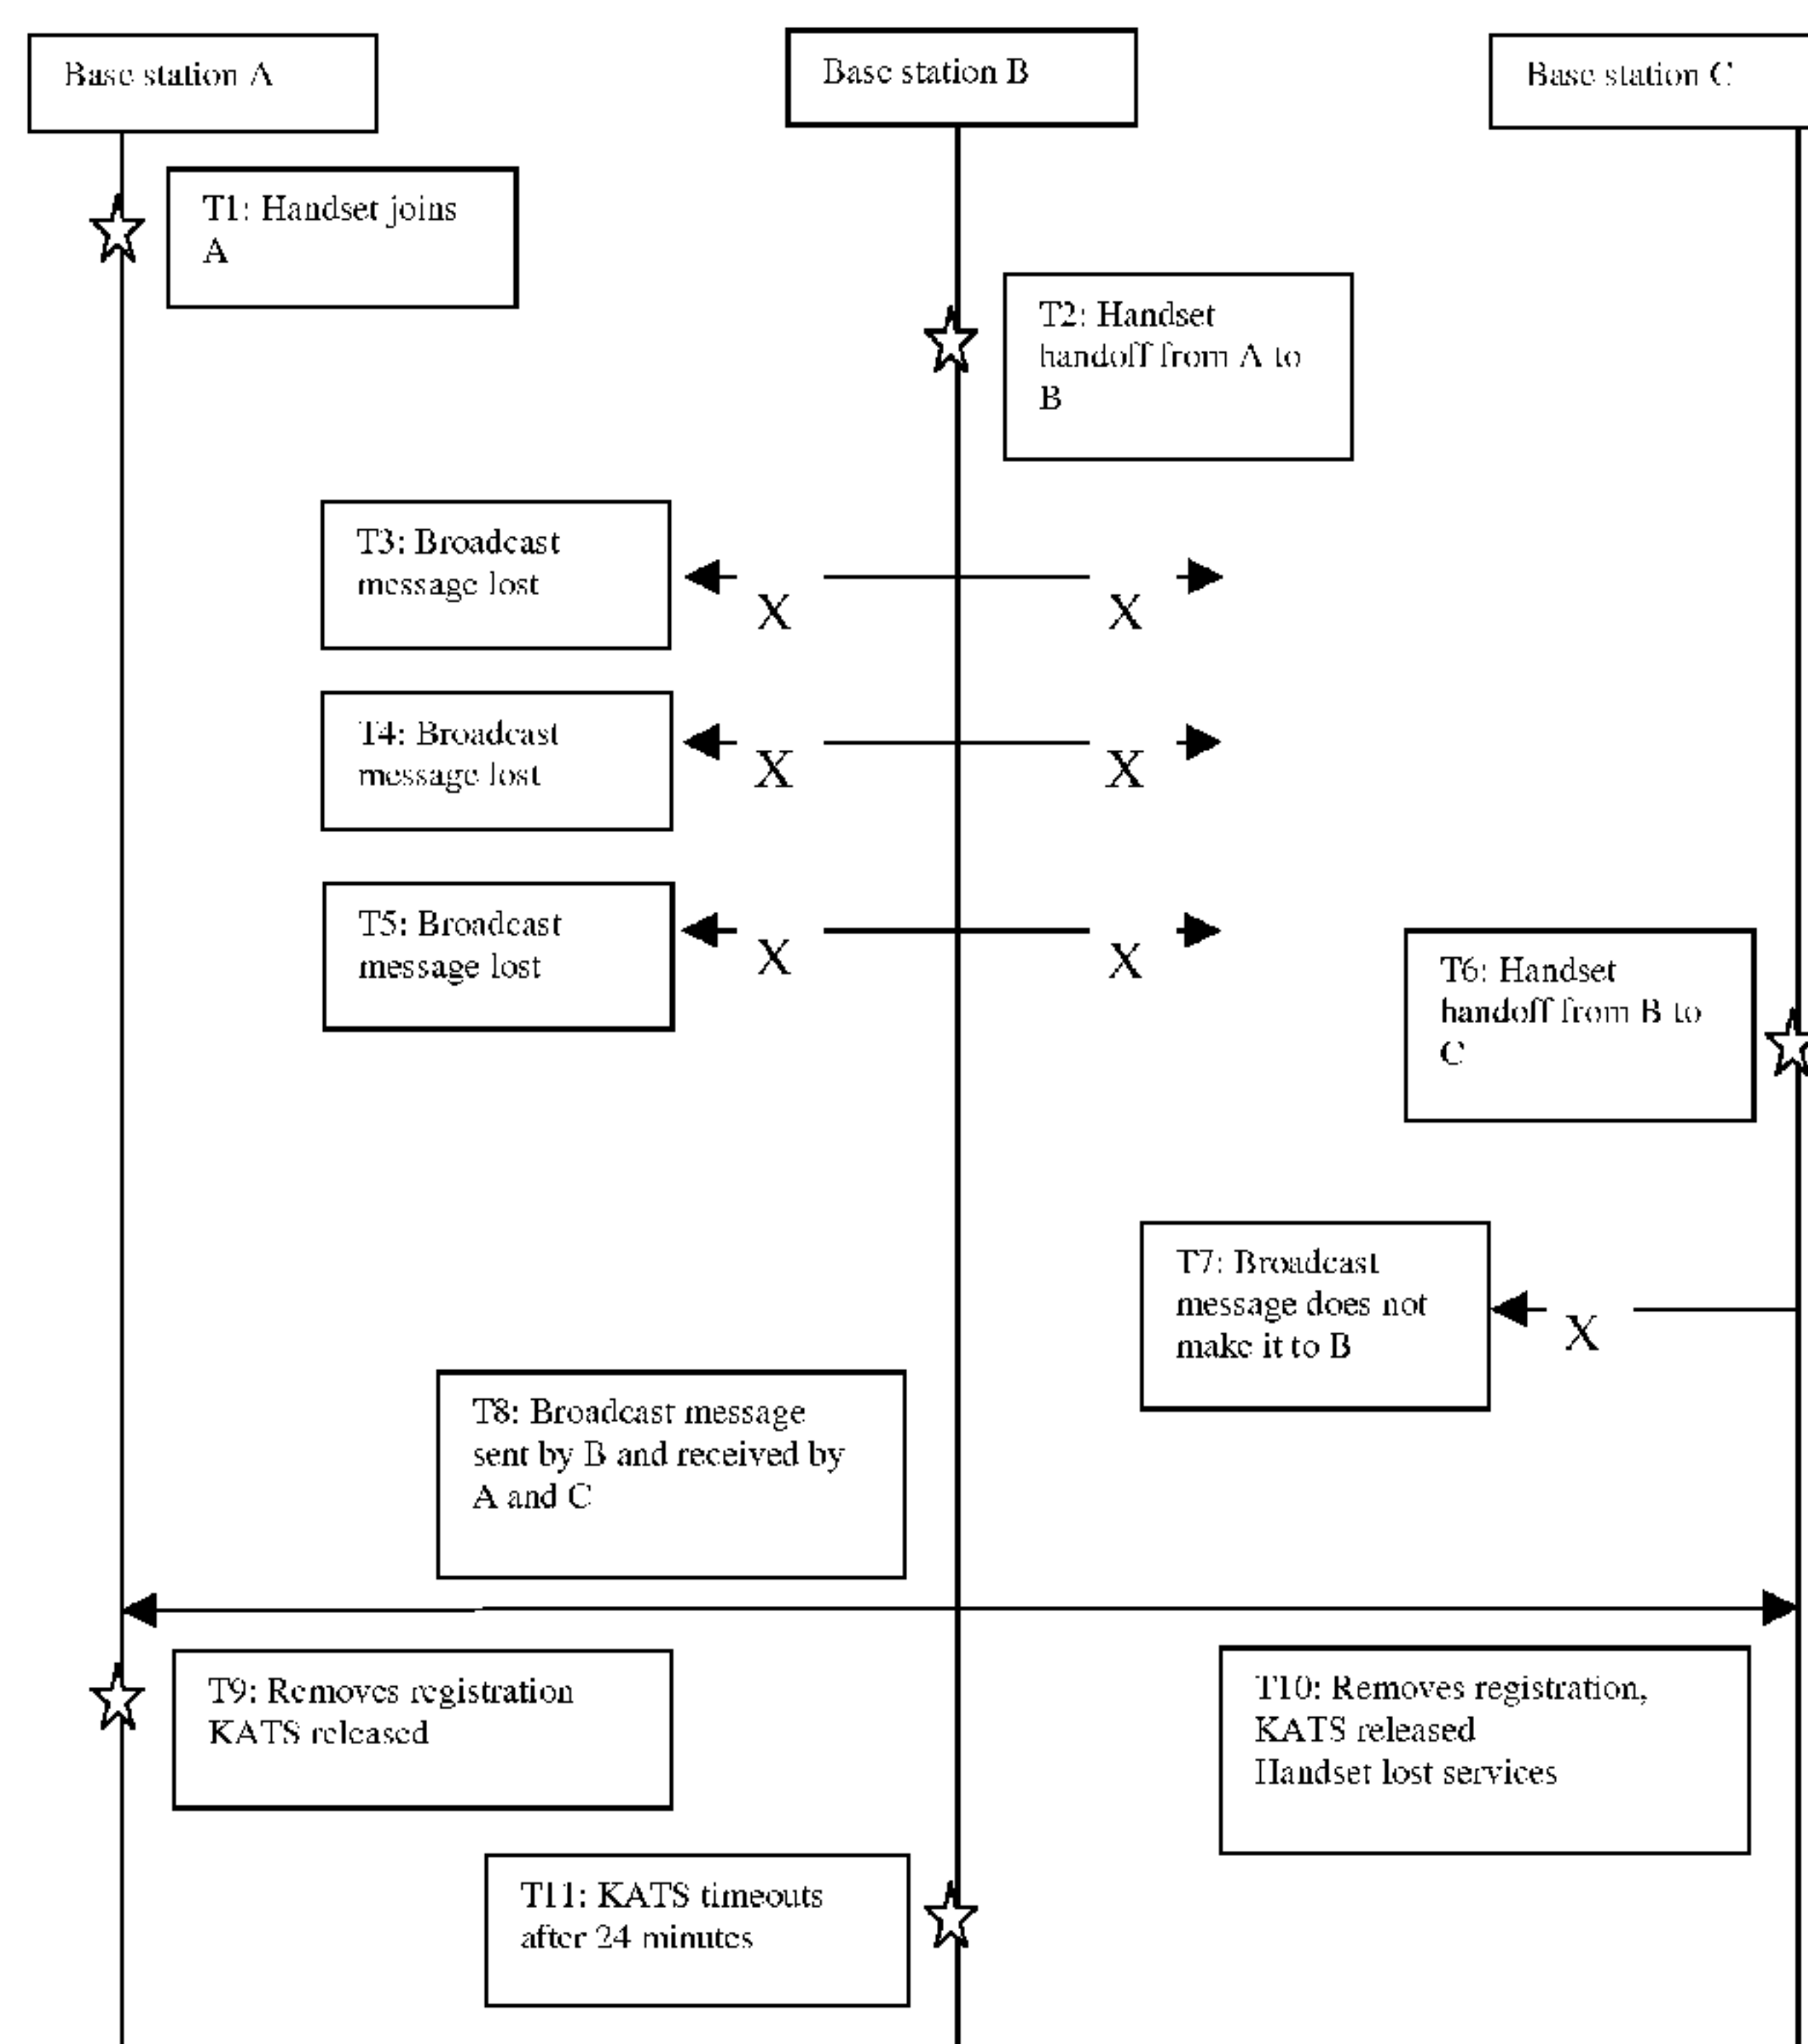 Base station A
Base station B
Base station C
T1: Handset joins
A
T2: Handset
handoff from A to
B
T3: Broadcast
message lost
X
X
T4: Broadcast
message lost
X
X
T5: Broadcast
message lost
X
X
T6: Handset
handoff from B to
C
T7: Broadcast
message does not
make it to B
X
T8: Broadcast message
sent by B and received by
A and C
T9: Removes registration
KATS released
T10: Removes registration,
KATS released
Handset lost services
T11: KATS timeouts
after 24 minutes